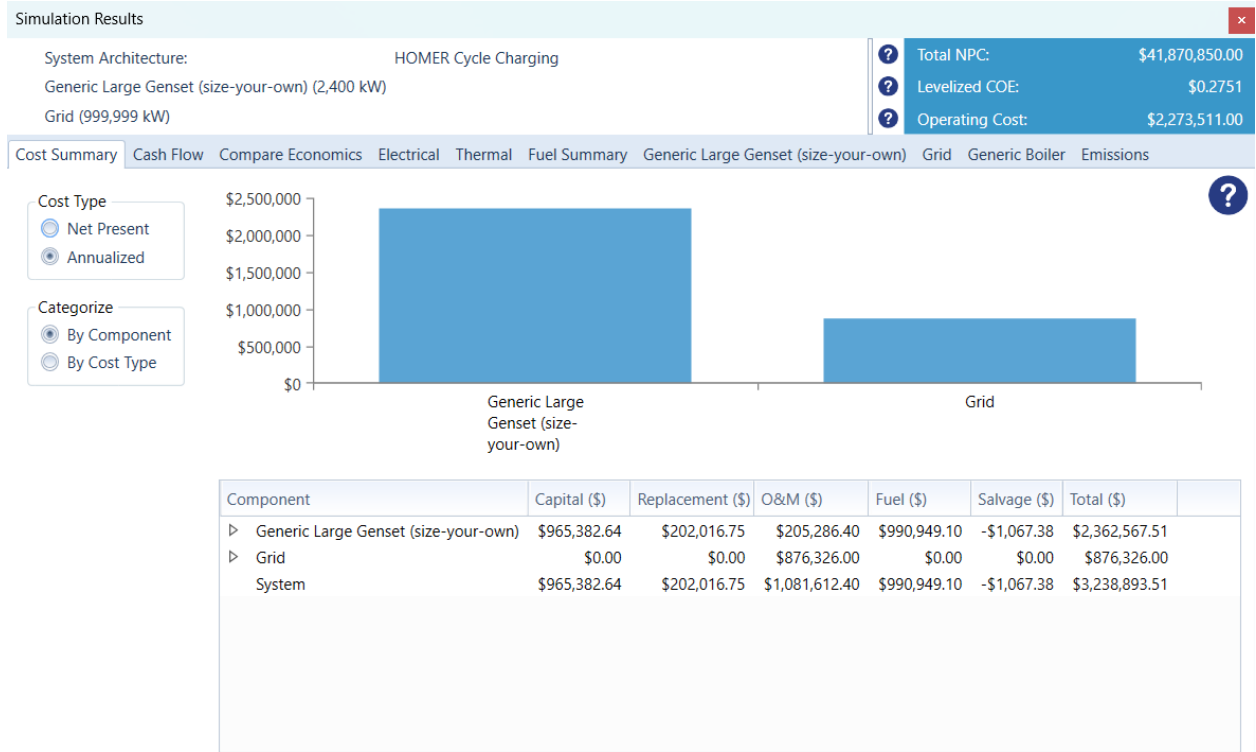 Simulation Results
System Architecture: HOMER Cycle Charging
Generic Large Genset (size-your-own) (2,400 kW)
Grid (999,999 kW)
? Total NPC: $41,870,850.00
? Levelized COE: $0.2751
? Operating Cost: $2,273,511.00
Cost Summary Cash Flow Compare Economics Electrical Thermal Fuel Summary Generic Large Genset (size-your-own) Grid Generic Boiler Emissions
Cost Type
Net Present
Annualized
Categorize
By Component
By Cost Type
?
$2,500,000
$2,000,000
$1,500,000
$1,000,000
$500,000
$0
Generic Large
Genset (size-
your-own)
Grid
Component Capital ($) Replacement ($) O&M ($) Fuel ($) Salvage ($) Total ($)
Generic Large Genset (size-your-own) $965,382.64 $202,016.75 $205,286.40 $990,949.10 -$1,067.38 $2,362,567.51
Grid $0.00 $0.00 $876,326.00 $0.00 $0.00 $876,326.00
System $965,382.64 $202,016.75 $1,081,612.40 $990,949.10 -$1,067.38 $3,238,893.51